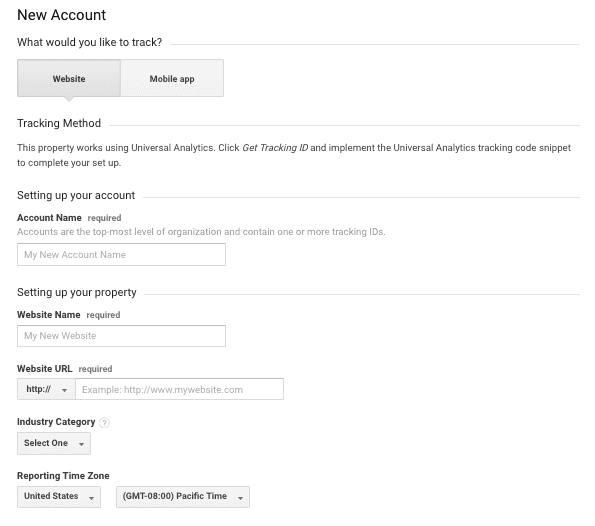 New Account
What would you like to track?
Website Mobile app
Tracking Method
This property works using Universal Analytics. Click Get Tracking ID and implement the Universal Analytics tracking code snippet
to complete your set up.
Setting up your account
Account Name required
Accounts are the top-most level of organization and contain one or more tracking IDs.
My New Account Name
Setting up your property
Website Name required
My New Website
Website URL required
http:// Example: http://www.mywebsite.com
Industry Category ?
Select One
Reporting Time Zone
United States (GMT-08:00) Pacific Time